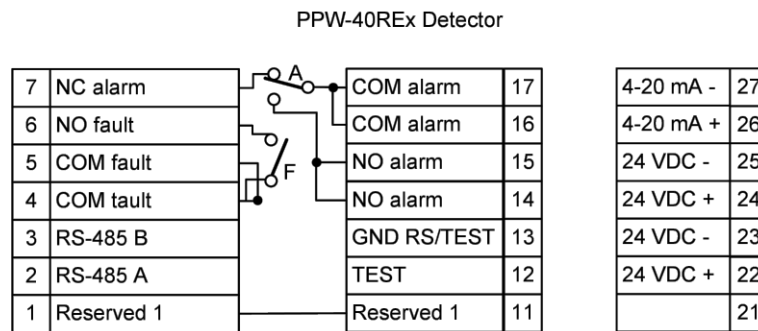 PPW-40REx Detector
7 NC alarm A COM alarm 17 4-20 mA - 27
6 NO fault COM alarm 16 4-20 mA + 26
5 COM fault F NO alarm 15 24 VDC - 25
4 COM tault NO alarm 14 24 VDC + 24
3 RS-485 B GND RS/TEST 13 24 VDC - 23
2 RS-485 A TEST 12 24 VDC + 22
1 Reserved 1 Reserved 1 11 21